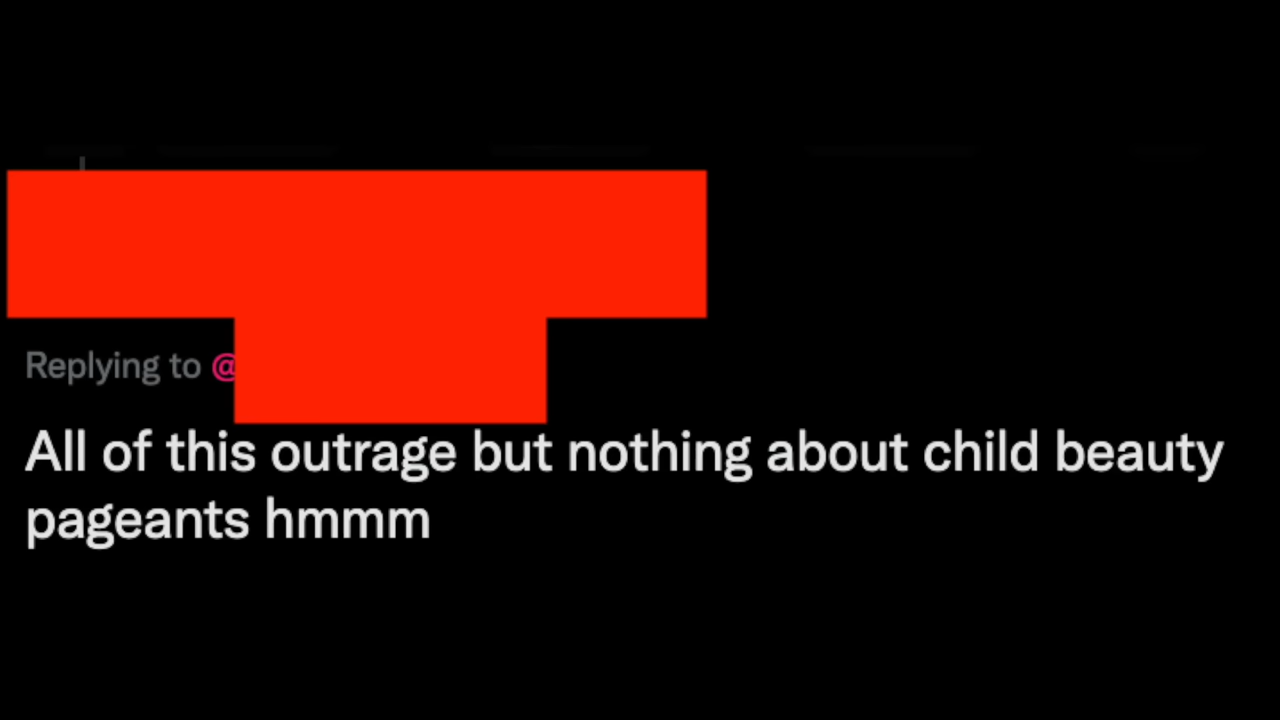 Replying to @
All of this outrage but nothing about child beauty
pageants hmmm